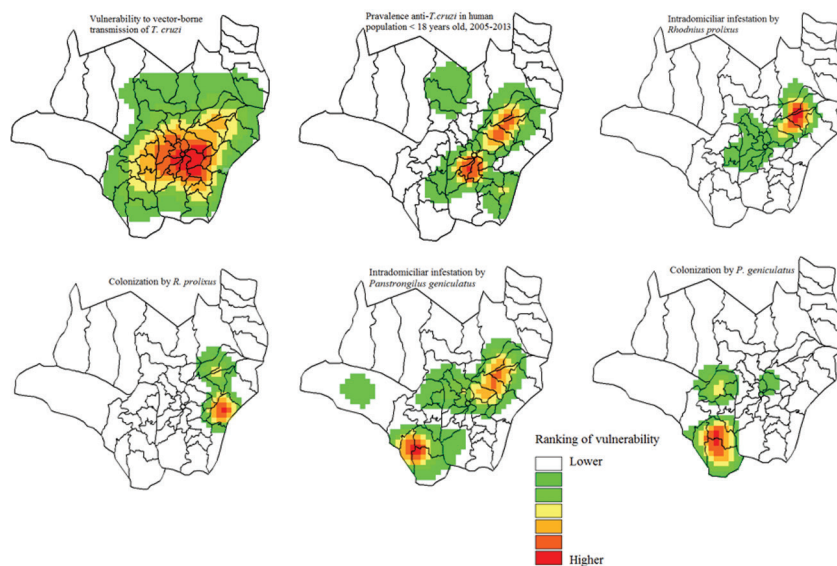 Vulnerability to vector-borne
transmission of T. cruzi
Pravalence anti-T.cruzi in human
population < 18 years old, 2005-2013
Intradomiciliar infestation by
Rhodnius prolixus
Colonization by R. prolixus
Intradomiciliar infestation by
Panstrongilus geniculatus
Colonization by P. geniculatus
Ranking of vulnerability
Lower
Higher